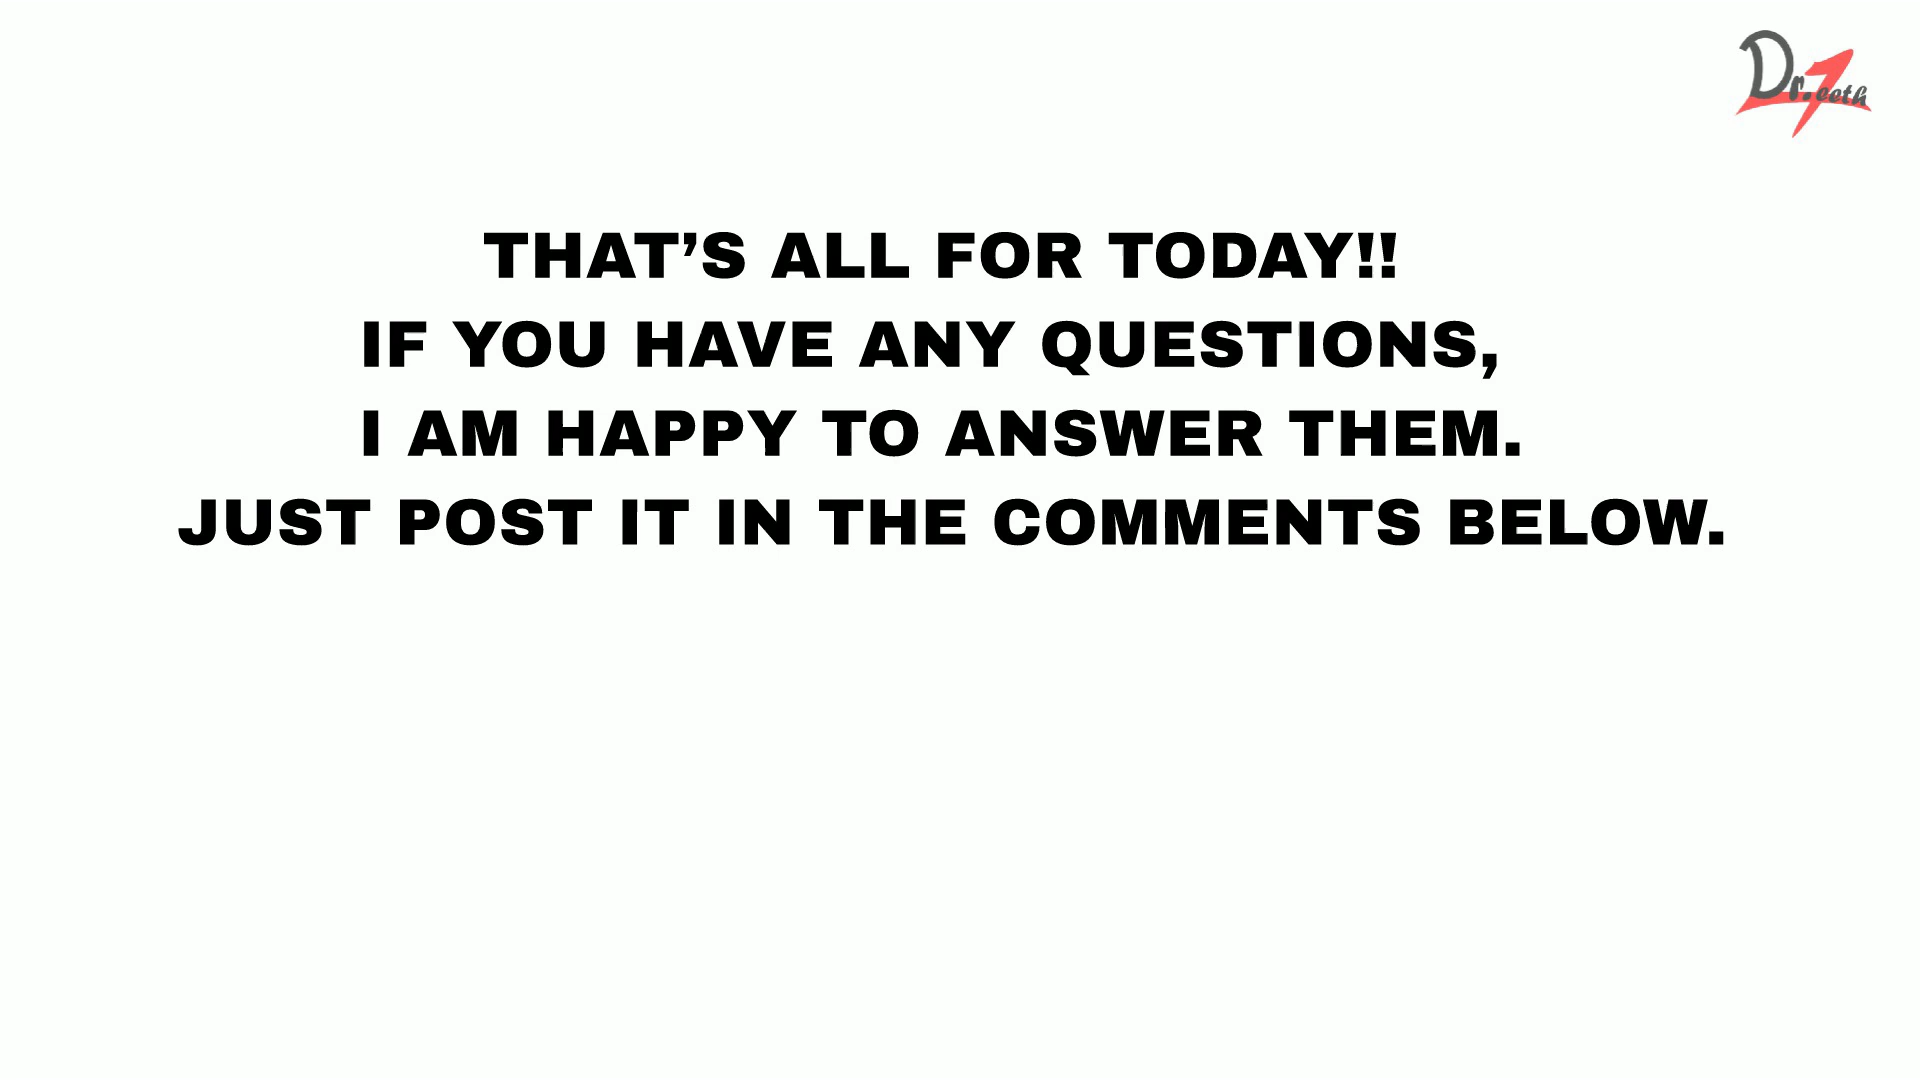 Dr.Teeth
THAT’S ALL FOR TODAY!!
IF YOU HAVE ANY QUESTIONS,
I AM HAPPY TO ANSWER THEM.
JUST POST IT IN THE COMMENTS BELOW.